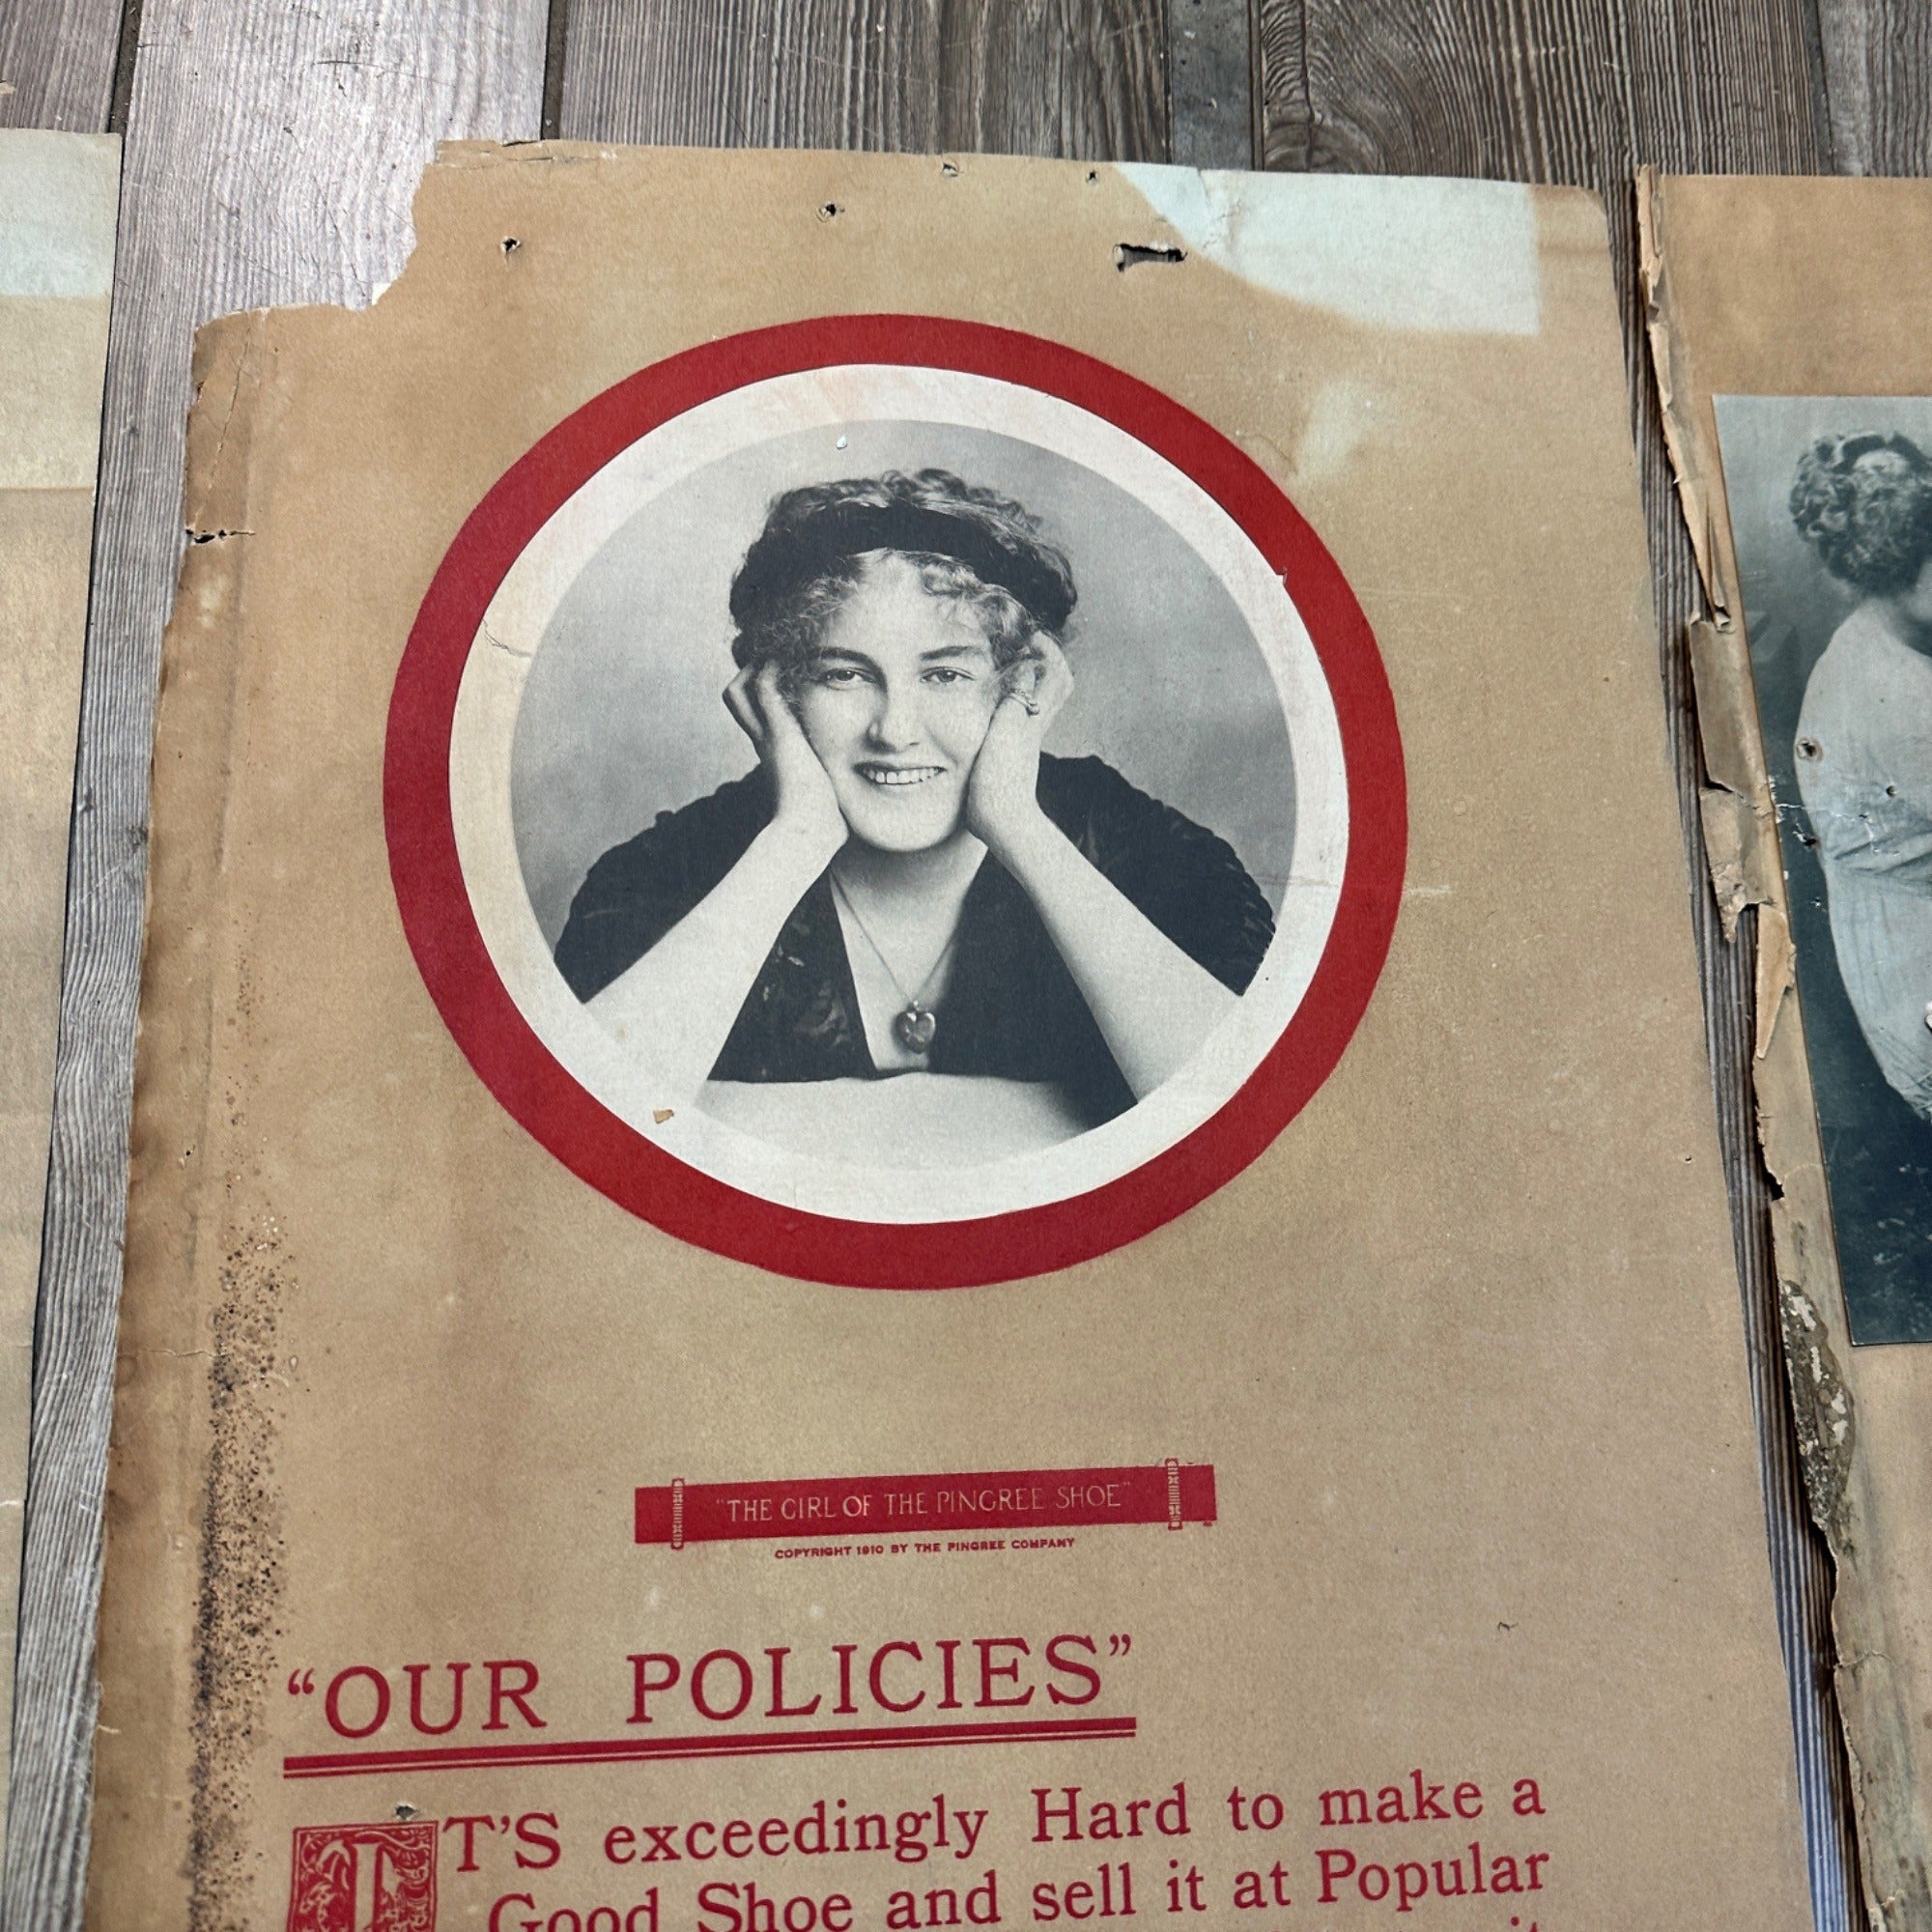 "THE GIRL OF THE PINGREE SHOE"
COPYRIGHT 1910 BY THE PINGREE COMPANY
“OUR POLICIES”
IT'S exceedingly Hard to make a
Good Shoe and sell it at Popular
it